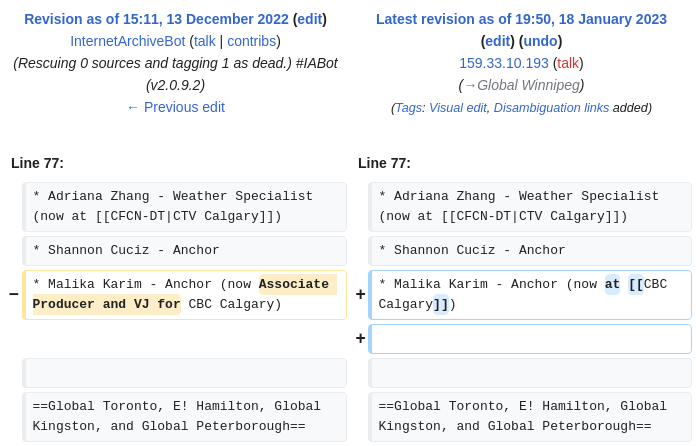 Revision as of 15:11, 13 December 2022 (edit)
InternetArchiveBot (talk | contribs)
(Rescuing 0 sources and tagging 1 as dead.) #IABot
(v2.0.9.2)
← Previous edit
Latest revision as of 19:50, 18 January 2023
(edit) (undo)
159.33.10.193 (talk)
(→Global Winnipeg)
(Tags: Visual edit, Disambiguation links added)
Line 77:
Line 77:
* Adriana Zhang - Weather Specialist
(now at [[CFCN-DT|CTV Calgary]])
* Adriana Zhang - Weather Specialist
(now at [[CFCN-DT|CTV Calgary]])
* Shannon Cuciz - Anchor
* Shannon Cuciz - Anchor
− * Malika Karim - Anchor (now Associate
Producer and VJ for CBC Calgary)
+ * Malika Karim - Anchor (now at [[CBC
Calgary]])
+
==Global Toronto, E! Hamilton, Global
Kingston, and Global Peterborough==
==Global Toronto, E! Hamilton, Global
Kingston, and Global Peterborough==